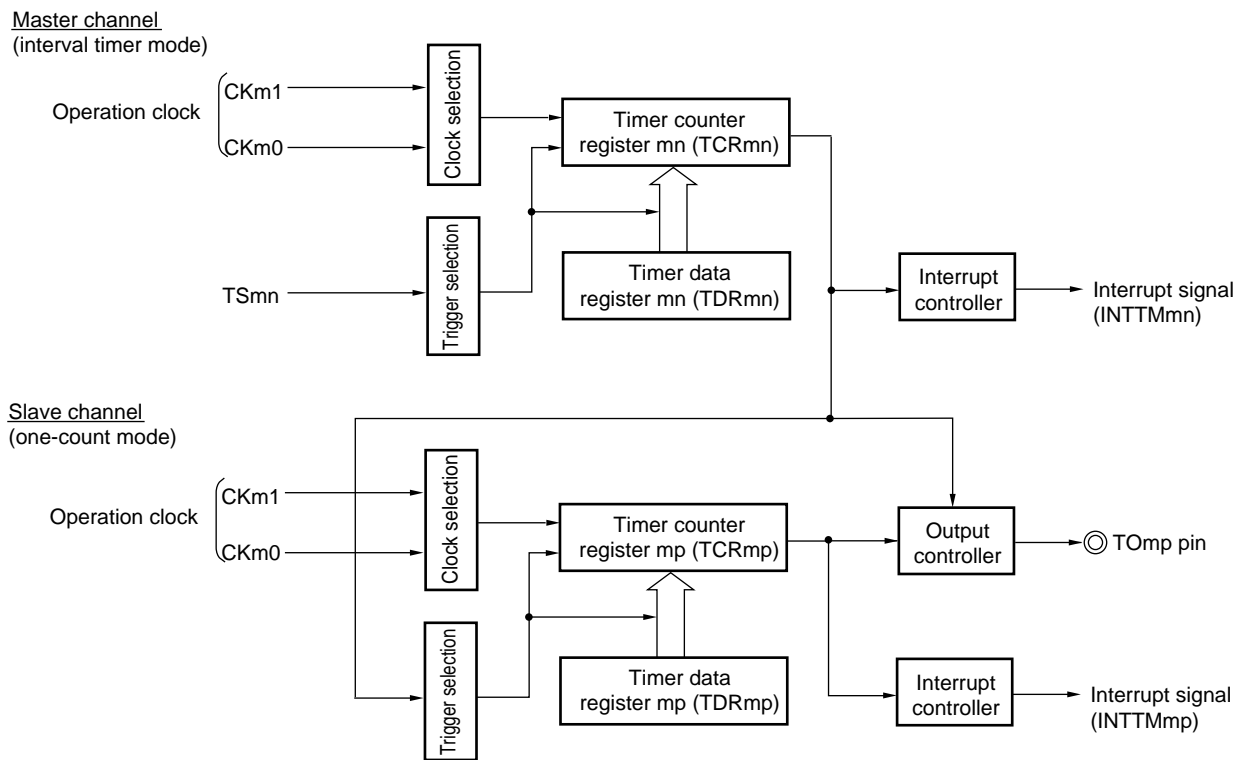 Master channel
(interval timer mode)
Operation clock
CKm1
CKm0
Clock selection
Timer counter
register mn (TCRmn)
TSmn
Trigger selection
Timer data
register mn (TDRmn)
Interrupt
controller
Interrupt signal
(INTTMmn)
Slave channel
(one-count mode)
Operation clock
CKm1
CKm0
Clock selection
Timer counter
register mp (TCRmp)
Output
controller
TOmp pin
Trigger selection
Timer data
register mp (TDRmp)
Interrupt
controller
Interrupt signal
(INTTMmp)